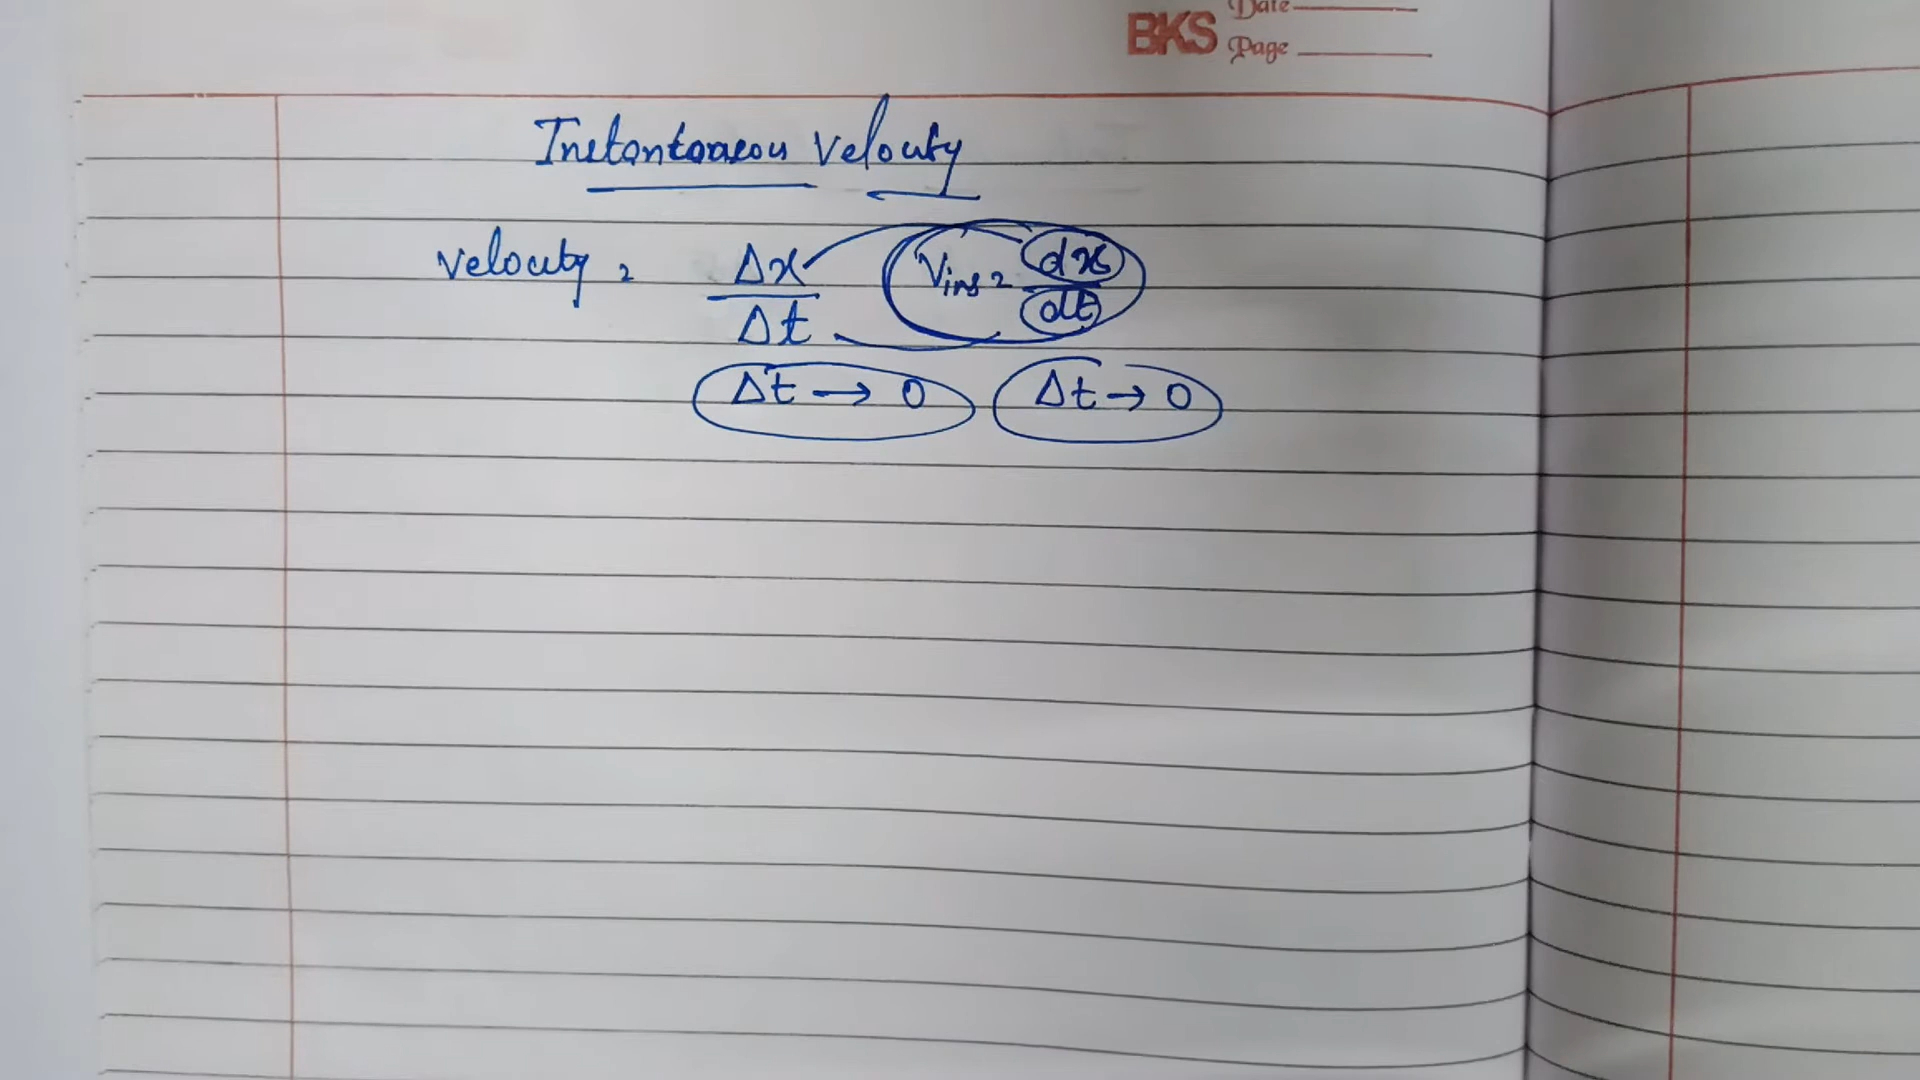 BKS Date
Page
Instantaneous Velocity
Velocity = Δx / Δt Vins = dx / dt
Δt → 0 Δt → 0